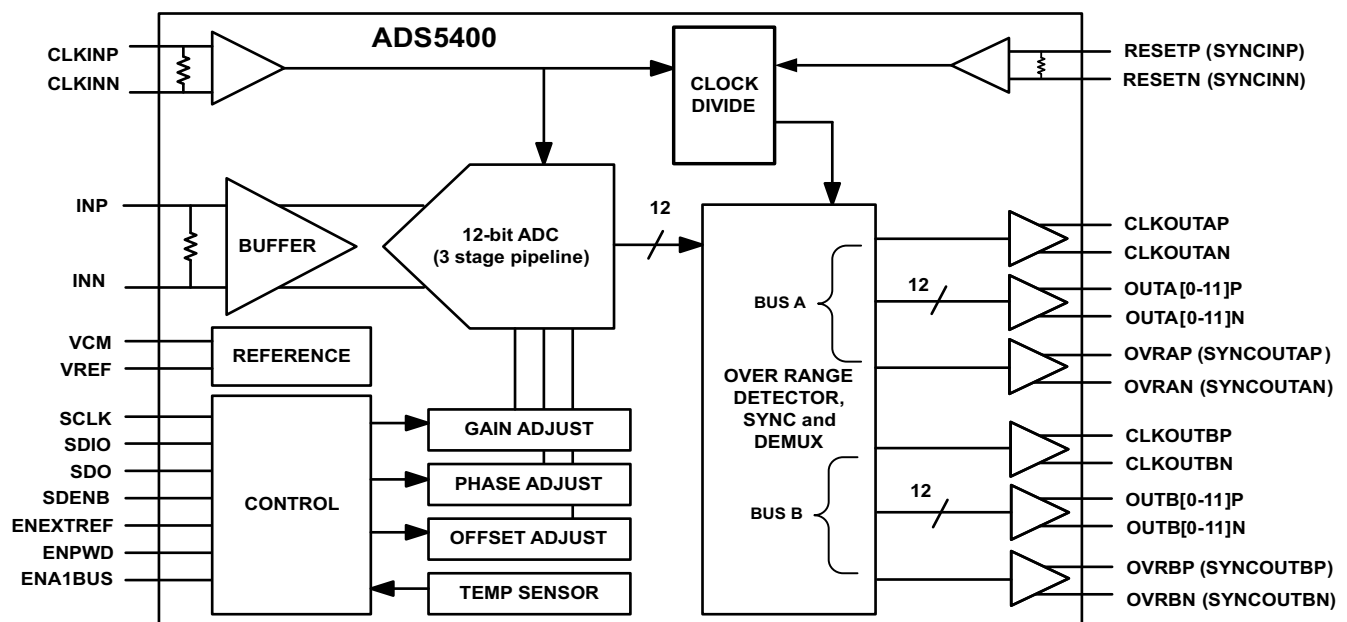 ADS5400
CLKINP
CLKINN
CLOCK
DIVIDE
RESETP (SYNCINP)
RESETN (SYNCINN)
INP
INN
BUFFER
12-bit ADC
(3 stage pipeline)
12
VCM
VREF
REFERENCE
SCLK
SDIO
SDO
SDENB
ENEXTREF
ENPWD
ENA1BUS
CONTROL
GAIN ADJUST
PHASE ADJUST
OFFSET ADJUST
TEMP SENSOR
BUS A
OVER RANGE
DETECTOR,
SYNC and
DEMUX
BUS B
12
12
CLKOUTAP
CLKOUTAN
OUTA[0-11]P
OUTA[0-11]N
OVRAP (SYNCOUTAP)
OVRAN (SYNCOUTAN)
CLKOUTBP
CLKOUTBN
OUTB[0-11]P
OUTB[0-11]N
OVRBP (SYNCOUTBP)
OVRBN (SYNCOUTBN)